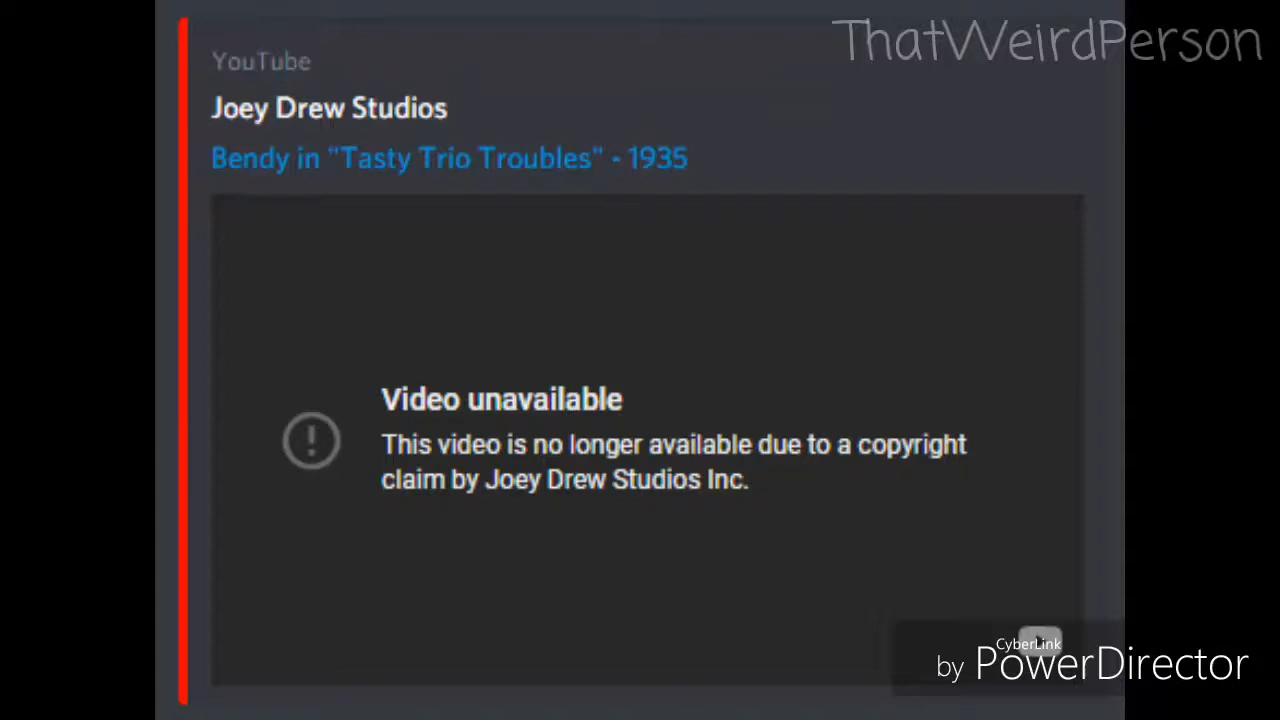 ThatWeirdPerson
YouTube
Joey Drew Studios
Bendy in "Tasty Trio Troubles" - 1935
Video unavailable
This video is no longer available due to a copyright
claim by Joey Drew Studios Inc.
CyberLink
by PowerDirector